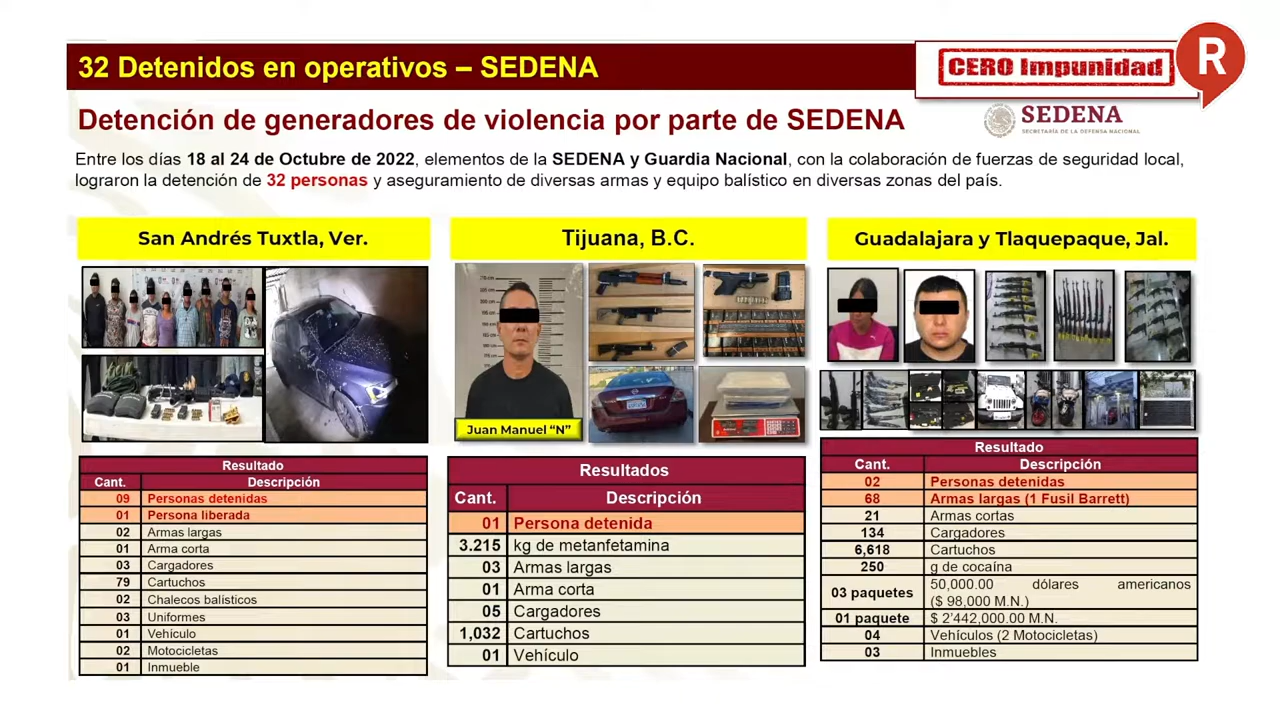 32 Detenidos en operativos – SEDENA
CERO Impunidad
R
Detención de generadores de violencia por parte de SEDENA
SEDENA
SECRETARÍA DE LA DEFENSA NACIONAL
Entre los días 18 al 24 de Octubre de 2022, elementos de la SEDENA y Guardia Nacional, con la colaboración de fuerzas de seguridad local,
lograron la detención de 32 personas y aseguramiento de diversas armas y equipo balístico en diversas zonas del país.
San Andrés Tuxtla, Ver.
Resultado
Cant. Descripción
09 Personas detenidas
01 Persona liberada
02 Armas largas
01 Arma corta
03 Cargadores
79 Cartuchos
02 Chalecos balísticos
03 Uniformes
01 Vehículo
02 Motocicletas
01 Inmueble
Tijuana, B.C.
Juan Manuel “N”
Resultados
Cant. Descripción
01 Persona detenida
3.215 kg de metanfetamina
03 Armas largas
01 Arma corta
05 Cargadores
1,032 Cartuchos
01 Vehículo
Guadalajara y Tlaquepaque, Jal.
Resultado
Cant. Descripción
02 Personas detenidas
68 Armas largas (1 Fusil Barrett)
21 Armas cortas
134 Cargadores
6,618 Cartuchos
250 g de cocaína
03 paquetes 50,000.00 dólares americanos
($ 98,000 M.N.)
01 paquete $ 2’442,000.00 M.N.
04 Vehículos (2 Motocicletas)
03 Inmuebles